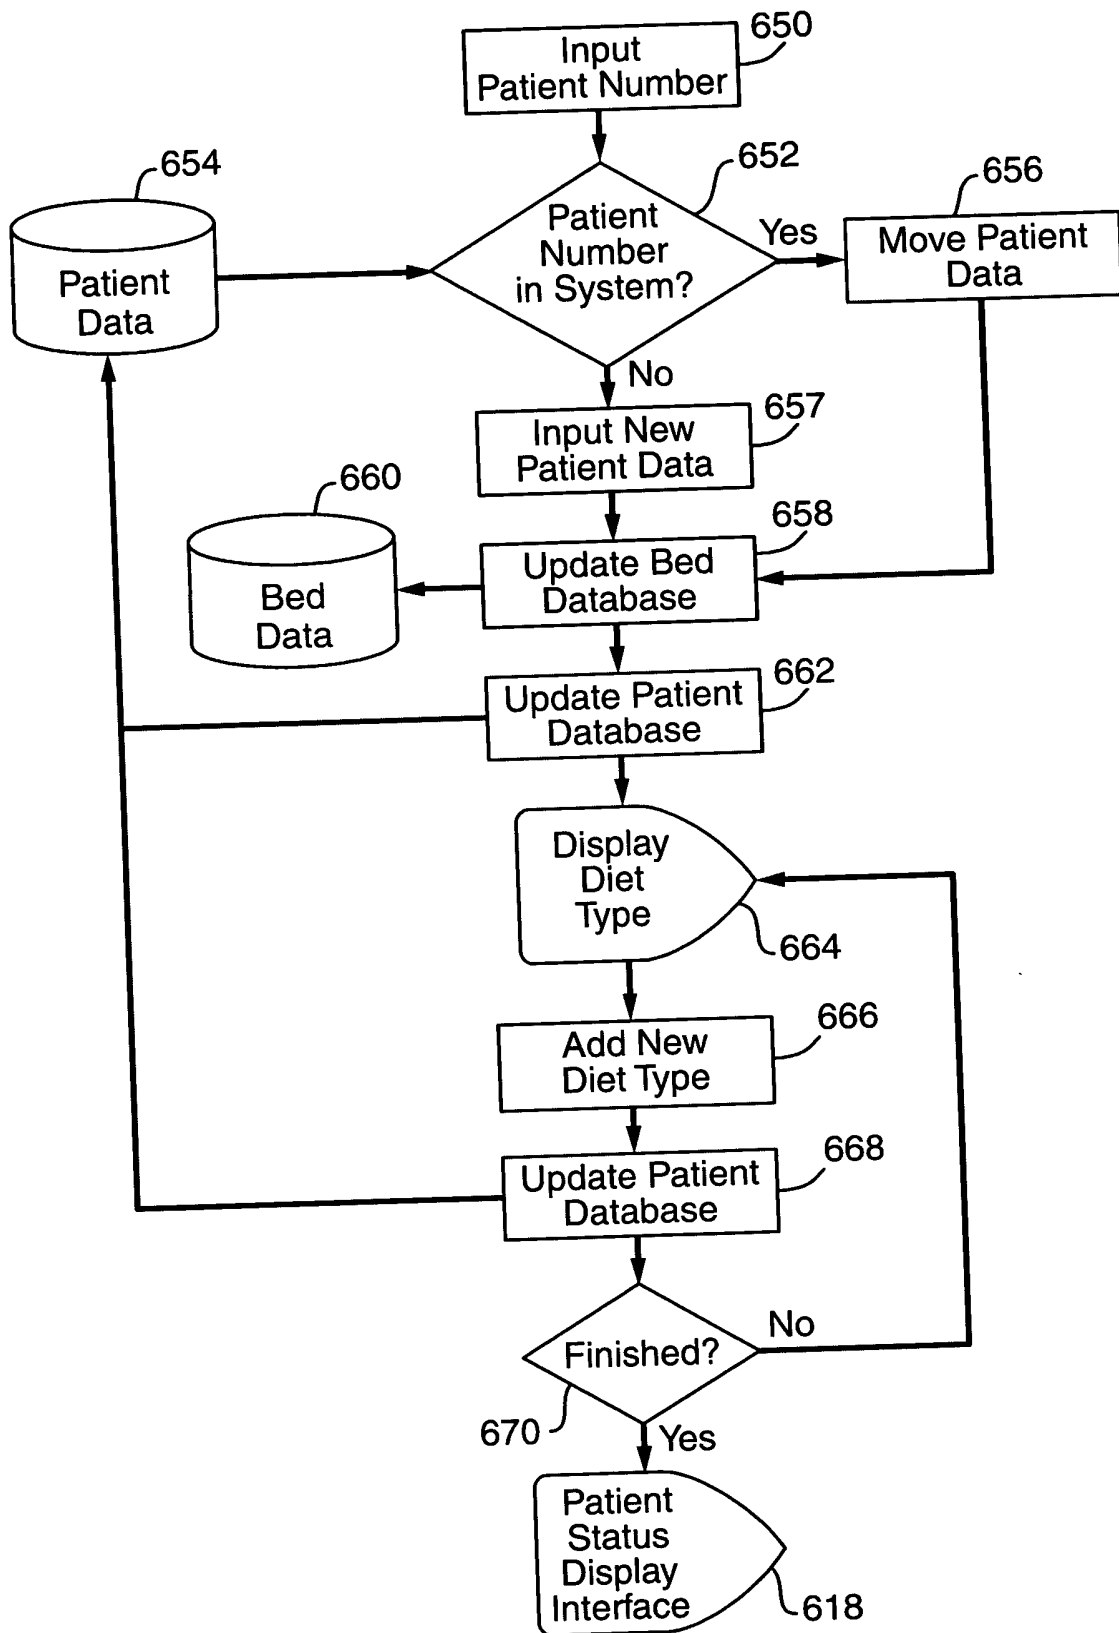 650
Input
Patient Number
652
654
656
Patient
Number
in System?
Yes
Move Patient
Data
Patient
Data
No
657
Input New
Patient Data
660
658
Update Bed
Database
Bed
Data
662
Update Patient
Database
Display
Diet
Type
664
666
Add New
Diet Type
668
Update Patient
Database
No
Finished?
670
Yes
Patient
Status
Display
Interface
618